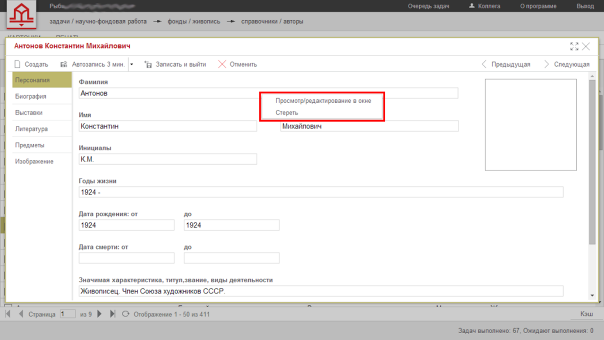 Очередь задач Коллега О программе Выход
задачи / научно-фондовая работа фонды / живопись справочники / авторы
Антонов Константин Михайлович
Создать Автозапись 3 мин. Записать и выйти Отменить Предыдущая Следующая
Персоналия
Биография
Выставки
Литература
Предметы
Изображение
Фамилия
Антонов
Просмотр/редактирование в окне
Стереть
Имя
Константин Михайлович
Инициалы
К.М.
Годы жизни
1924 -
Дата рождения: от до
1924 1924
Дата смерти: от до
Значимая характеристика, титул,звание, виды деятельности
Живописец. Член Союза художников СССР.
Страница 1 из 9 Отображение 1 - 50 из 411 Кэш
Задач выполнено: 67, Ожидают выполнения: 0